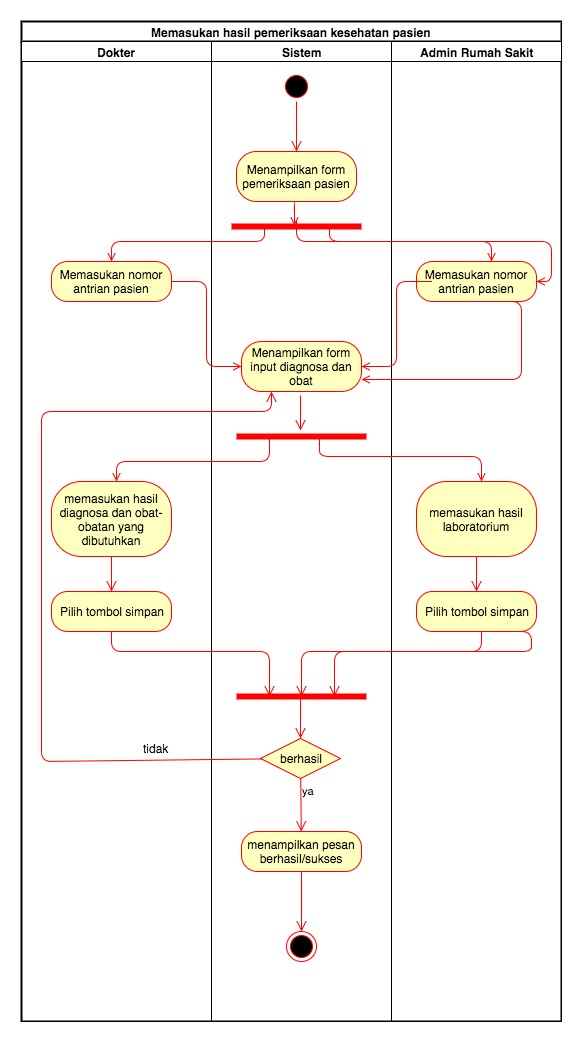 Memasukan hasil pemeriksaan kesehatan pasien
Dokter
Sistem
Admin Rumah Sakit
Menampilkan form
pemeriksaan pasien
Memasukan nomor
antrian pasien
Memasukan nomor
antrian pasien
Menampilkan form
input diagnosa dan
obat
memasukan hasil
diagnosa dan obat-
obatan yang
dibutuhkan
memasukan hasil
laboratorium
Pilih tombol simpan
Pilih tombol simpan
tidak
berhasil
ya
menampilkan pesan
berhasil/sukses